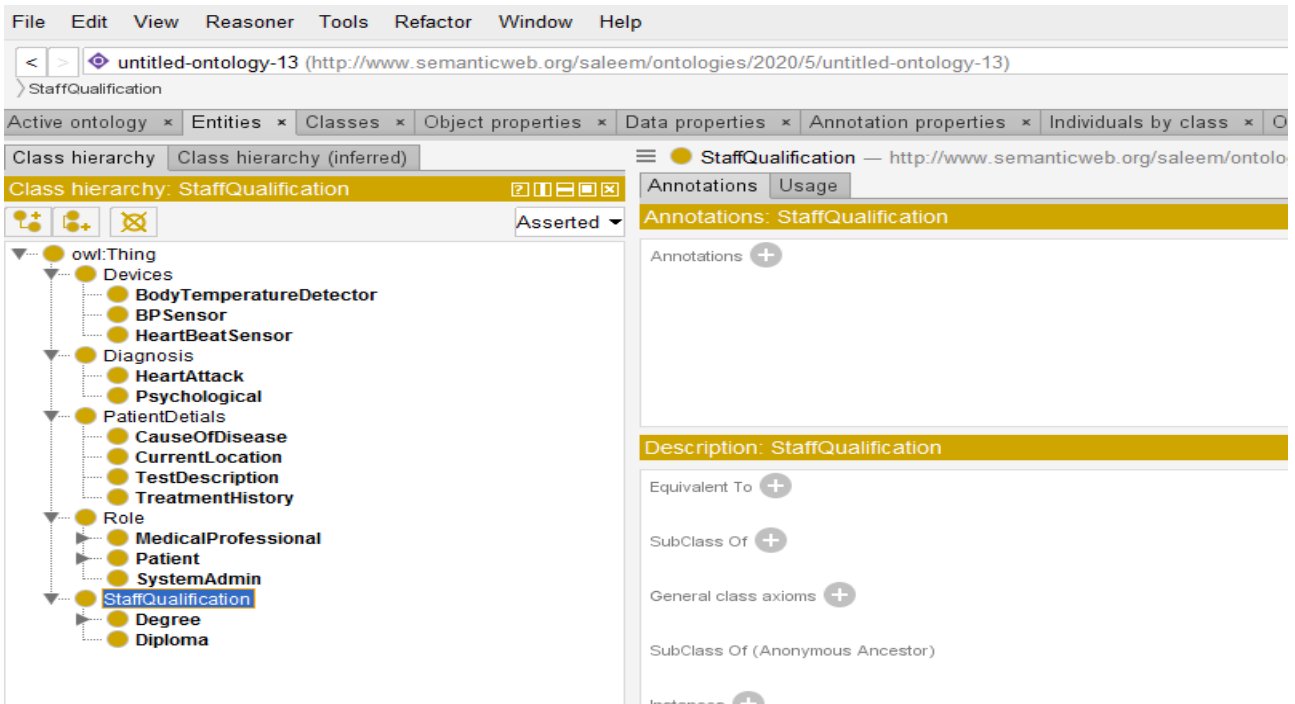 File Edit View Reasoner Tools Refactor Window Help
< > untitled-ontology-13 (http://www.semanticweb.org/saleem/ontologies/2020/5/untitled-ontology-13)
StaffQualification
Active ontology × Entities × Classes × Object properties × Data properties × Annotation properties × Individuals by class × O
Class hierarchy Class hierarchy (inferred)
Class hierarchy: StaffQualification
Asserted
owl:Thing
Devices
BodyTemperatureDetector
BPSensor
HeartBeatSensor
Diagnosis
HeartAttack
Psychological
PatientDetials
CauseOfDisease
CurrentLocation
TestDescription
TreatmentHistory
Role
MedicalProfessional
Patient
SystemAdmin
StaffQualification
Degree
Diploma
StaffQualification — http://www.semanticweb.org/saleem/ontolo
Annotations Usage
Annotations: StaffQualification
Annotations
Description: StaffQualification
Equivalent To
SubClass Of
General class axioms
SubClass Of (Anonymous Ancestor)
Instances